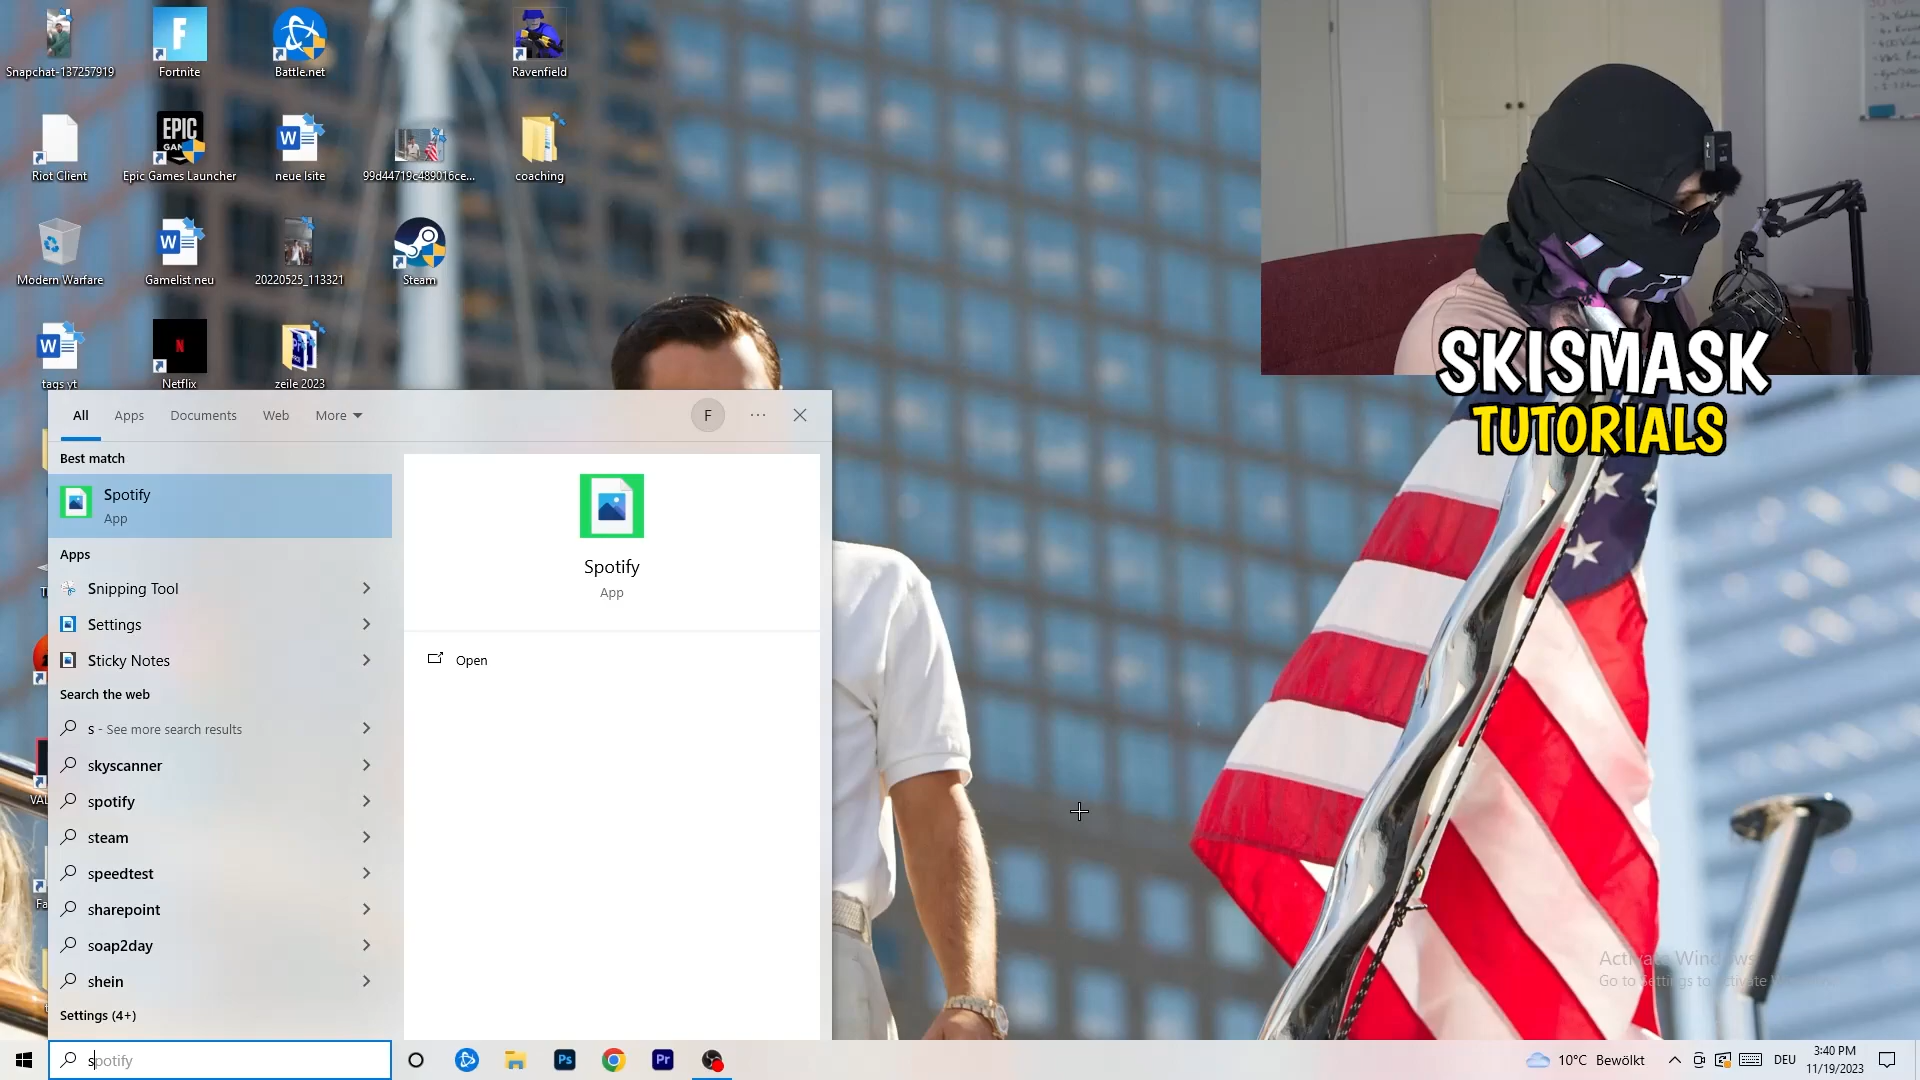 Snapchat-137257919
Fortnite
Battle.net
Ravenfield
EPIC
Riot Client
Epic Games Launcher
neue lsite
99d44719c489016ce...
coaching
Modern Warfare
Gamelist neu
20220525_113321
Steam
tags yt
Netflix
zeile 2023
SKISMASK
TUTORIALS
All
Apps
Documents
Web
More
F
Best match
Spotify
App
Apps
Snipping Tool
Settings
Sticky Notes
Search the web
s - See more search results
skyscanner
spotify
steam
speedtest
sharepoint
soap2day
shein
Settings (4+)
Spotify
App
Open
Activate Windows
Go to Settings to activate
spotify
Ps
Pr
10°C Bewölkt
DEU
3:40 PM
11/19/2023